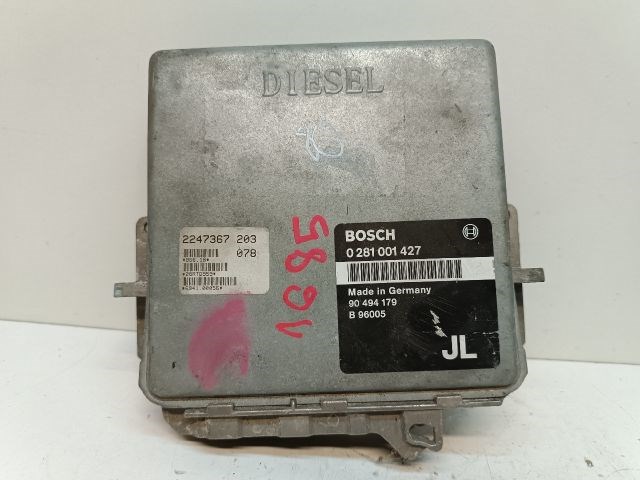 DIESEL
2247367 203
078
BOSCH
0 281 001 427
Made in Germany
90 494 179
B 96005
JL
1685